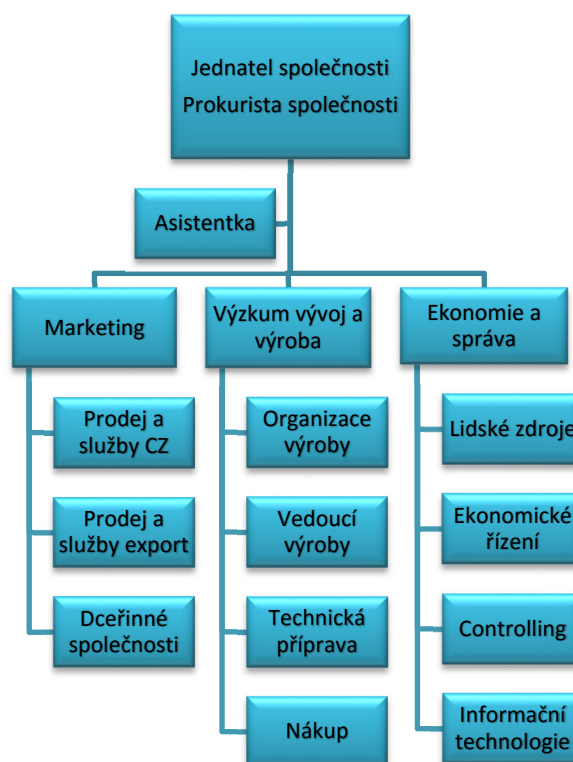 Jednatel společnosti
Prokurista společnosti
Asistentka
Marketing
Výzkum vývoj a
výroba
Ekonomie a
správa
Prodej a
služby CZ
Prodej a
služby export
Dceřinné
společnosti
Organizace
výroby
Vedoucí
výroby
Technická
příprava
Nákup
Lidské zdroje
Ekonomické
řízení
Controlling
Informační
technologie